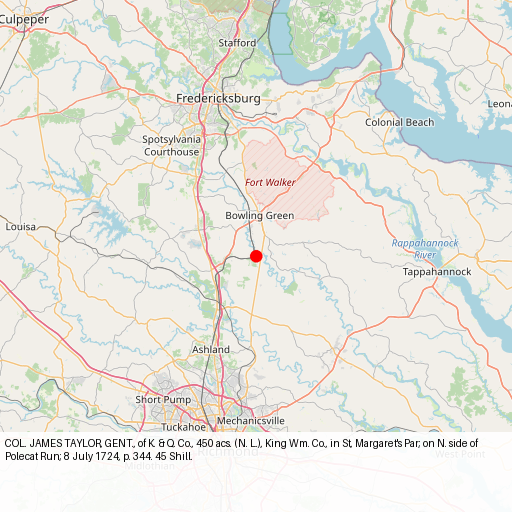 Culpeper
Stafford
Fredericksburg
Leona
Colonial Beach
Spotsylvania
Courthouse
Fort Walker
Bowling Green
Louisa
Rappahannock
River
Tappahannock
Ashland
Short Pump
Mechanicsville
Tuckahoe
COL. JAMES TAYLOR, GENT., of K. & Q. Co., 450 acs. (N. L.), King Wm. Co., in St, Margaret's Par; on N. side of
Polecat Run; 8 July 1724, p. 344. 45 Shill.
Richmond
West Point
Midlothian